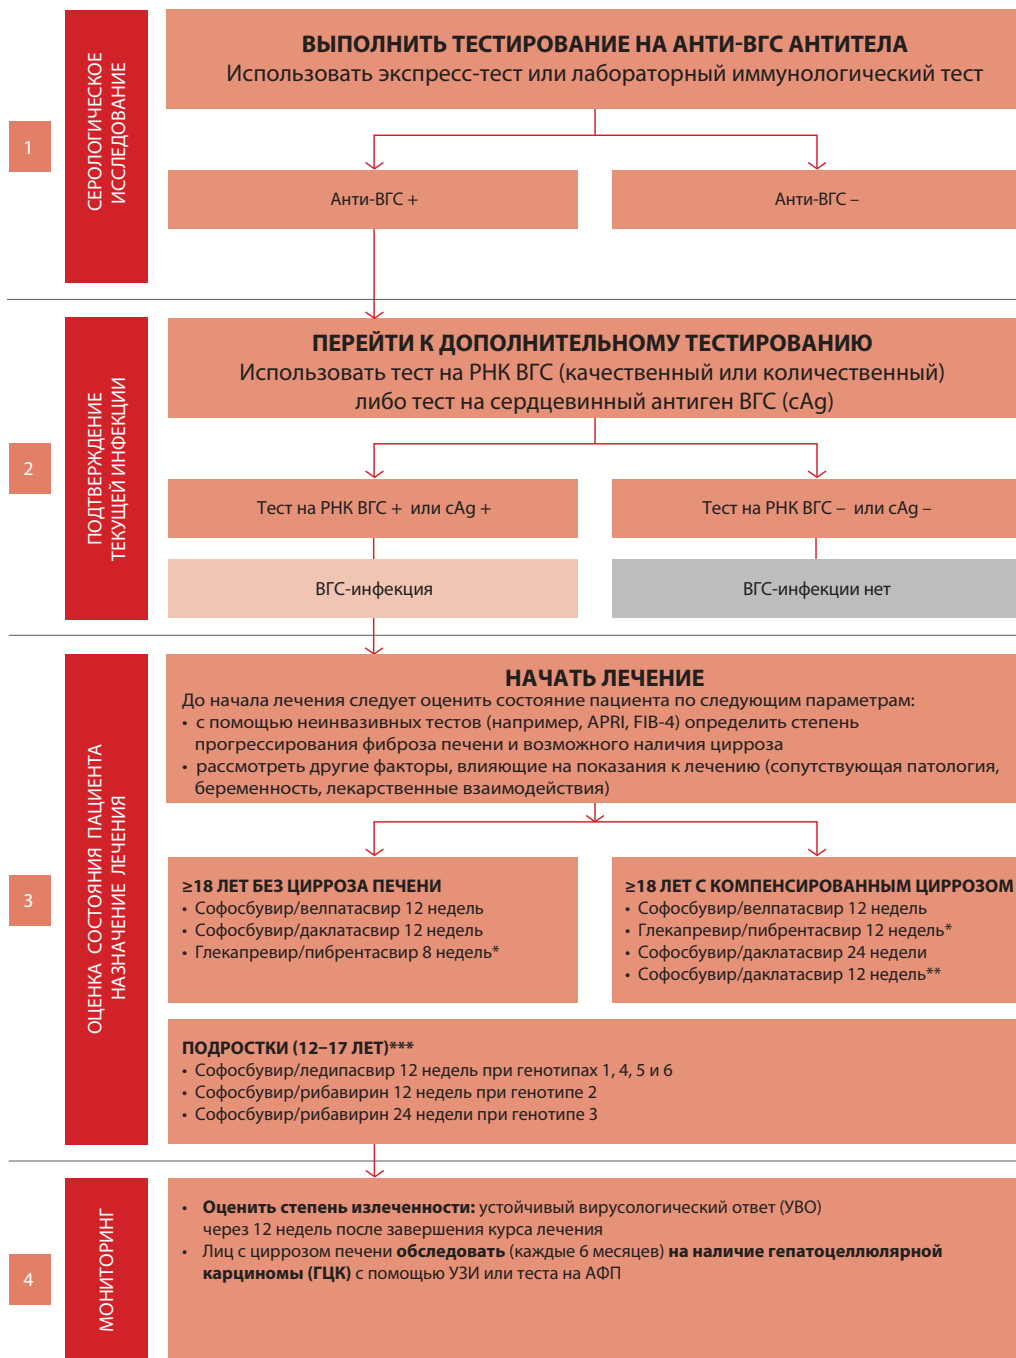 1
СЕРОЛОГИЧЕСКОЕ
ИССЛЕДОВАНИЕ
ВЫПОЛНИТЬ ТЕСТИРОВАНИЕ НА АНТИ-ВГС АНТИТЕЛА
Использовать экспресс-тест или лабораторный иммунологический тест
Анти-ВГС +
Анти-ВГС –
2
ПОДТВЕРЖДЕНИЕ
ТЕКУЩЕЙ ИНФЕКЦИИ
ПЕРЕЙТИ К ДОПОЛНИТЕЛЬНОМУ ТЕСТИРОВАНИЮ
Использовать тест на РНК ВГС (качественный или количественный)
либо тест на сердцевинный антиген ВГС (cAg)
Тест на РНК ВГС + или cAg +
Тест на РНК ВГС – или cAg –
ВГС-инфекция
ВГС-инфекции нет
3
ОЦЕНКА СОСТОЯНИЯ ПАЦИЕНТА
НАЗНАЧЕНИЕ ЛЕЧЕНИЯ
НАЧАТЬ ЛЕЧЕНИЕ
До начала лечения следует оценить состояние пациента по следующим параметрам:
• с помощью неинвазивных тестов (например, APRI, FIB-4) определить степень
прогрессирования фиброза печени и возможного наличия цирроза
• рассмотреть другие факторы, влияющие на показания к лечению (сопутствующая патология,
беременность, лекарственные взаимодействия)
≥18 ЛЕТ БЕЗ ЦИРРОЗА ПЕЧЕНИ
• Софосбувир/велпатасвир 12 недель
• Софосбувир/даклатасвир 12 недель
• Глекапревир/пибрентасвир 8 недель*
≥18 ЛЕТ С КОМПЕНСИРОВАННЫМ ЦИРРОЗОМ
• Софосбувир/велпатасвир 12 недель
• Глекапревир/пибрентасвир 12 недель*
• Софосбувир/даклатасвир 24 недели
• Софосбувир/даклатасвир 12 недель**
ПОДРОСТКИ (12–17 ЛЕТ)***
• Софосбувир/ледипасвир 12 недель при генотипах 1, 4, 5 и 6
• Софосбувир/рибавирин 12 недель при генотипе 2
• Софосбувир/рибавирин 24 недели при генотипе 3
4
МОНИТОРИНГ
• Оценить степень излеченности: устойчивый вирусологический ответ (УВО)
через 12 недель после завершения курса лечения
• Лиц с циррозом печени обследовать (каждые 6 месяцев) на наличие гепатоцеллюлярной
карциномы (ГЦК) с помощью УЗИ или теста на АФП